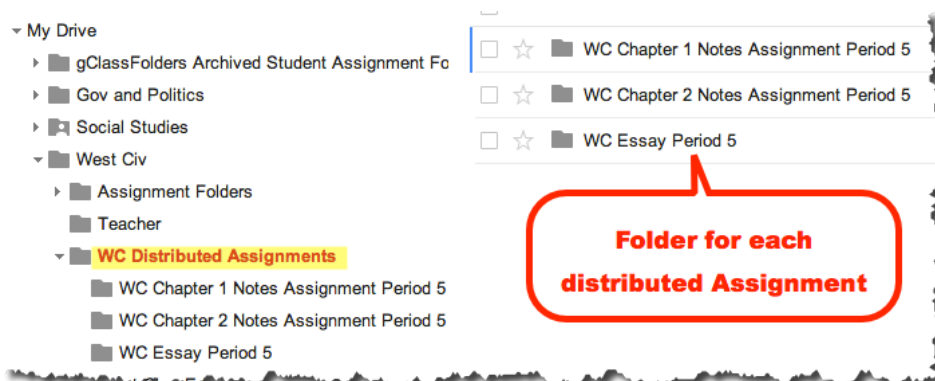 My Drive
gClassFolders Archived Student Assignment Fo
Gov and Politics
Social Studies
West Civ
Assignment Folders
Teacher
WC Distributed Assignments
WC Chapter 1 Notes Assignment Period 5
WC Chapter 2 Notes Assignment Period 5
WC Essay Period 5
WC Chapter 1 Notes Assignment Period 5
WC Chapter 2 Notes Assignment Period 5
WC Essay Period 5
Folder for each
distributed Assignment